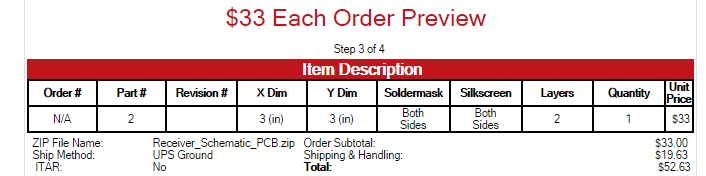 $33 Each Order Preview
Step 3 of 4
Item Description
Order # Part # Revision # X Dim Y Dim Soldermask Silkscreen Layers Quantity Unit Price
N/A 2 3 (in) 3 (in) Both Sides Both Sides 2 1 $33
ZIP File Name: Receiver_Schematic_PCB.zip Order Subtotal: $33.00
Ship Method: UPS Ground Shipping & Handling: $19.63
ITAR: No Total: $52.63